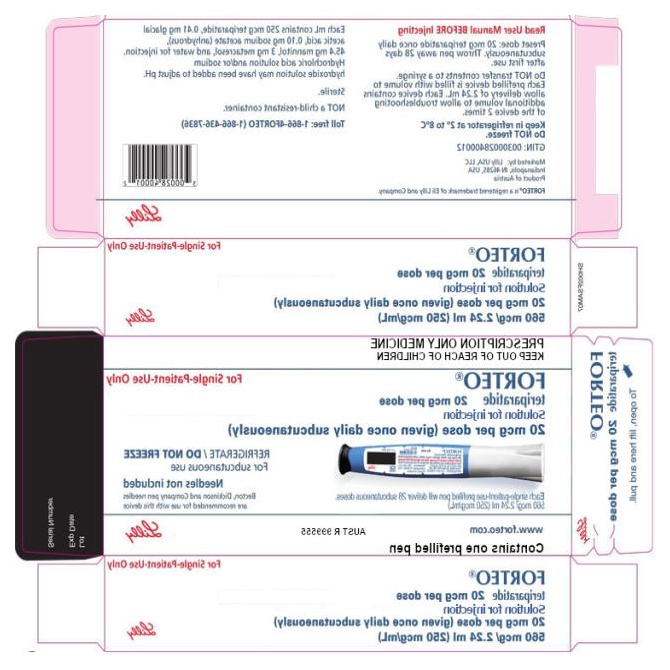 Read User Manual BEFORE Injecting
Preset dose: 20 mcg teriparatide once daily
subcutaneously. Throw pen away 28 days
after first use.
Do NOT transfer contents to a syringe.
Each prefilled device is filled with volume to
allow delivery of 2.24 mL. Each device contains
additional volume to allow troubleshooting
of the device 2 times.
Keep in refrigerator at 2° to 8°C
Do NOT freeze.
GTIN: 00300028400012
Marketed by: Lilly USA, LLC
Indianapolis, IN 46285, USA
Product of Austria
FORTEO® is a registered trademark of Eli Lilly and Company.
Each mL contains 250 mcg teriparatide, 0.41 mg glacial
acetic acid, 0.10 mg sodium acetate (anhydrous),
45.4 mg mannitol, 3 mg metacresol, and water for injection.
Hydrochloric acid solution and/or sodium
hydroxide solution may have been added to adjust pH.
Sterile.
NOT a child-resistant container.
Toll free: 1-866-4FORTEO (1-866-436-7836)
3 00028 40001 2
Lilly
FORTEO®
teriparatide 20 mcg per dose
Solution for injection
20 mcg per dose (given once daily subcutaneously)
560 mcg/ 2.24 ml (250 mcg/mL)
For Single-Patient-Use Only
Lilly
PRESCRIPTION ONLY MEDICINE
KEEP OUT OF REACH OF CHILDREN
FORTEO®
teriparatide 20 mcg per dose
Solution for injection
20 mcg per dose (given once daily subcutaneously)
For Single-Patient-Use Only
REFRIGERATE / DO NOT FREEZE
For subcutaneous use
Needles not included
Becton, Dickinson and Company pen needles
are recommended for use with this device
Each single-patient-use prefilled pen will deliver 28 subcutaneous doses.
560 mcg/ 2.24 ml (250 mcg/mL)
www.forteo.com
AUST R 999555
Lilly
Contains one prefilled pen
Serial Number
Exp Date
Lot
To open, lift here and pull.
FORTEO®
teriparatide 20 mcg per dose
Lilly
FORTEO®
teriparatide 20 mcg per dose
Solution for injection
20 mcg per dose (given once daily subcutaneously)
560 mcg/ 2.24 ml (250 mcg/mL)
For Single-Patient-Use Only
Lilly